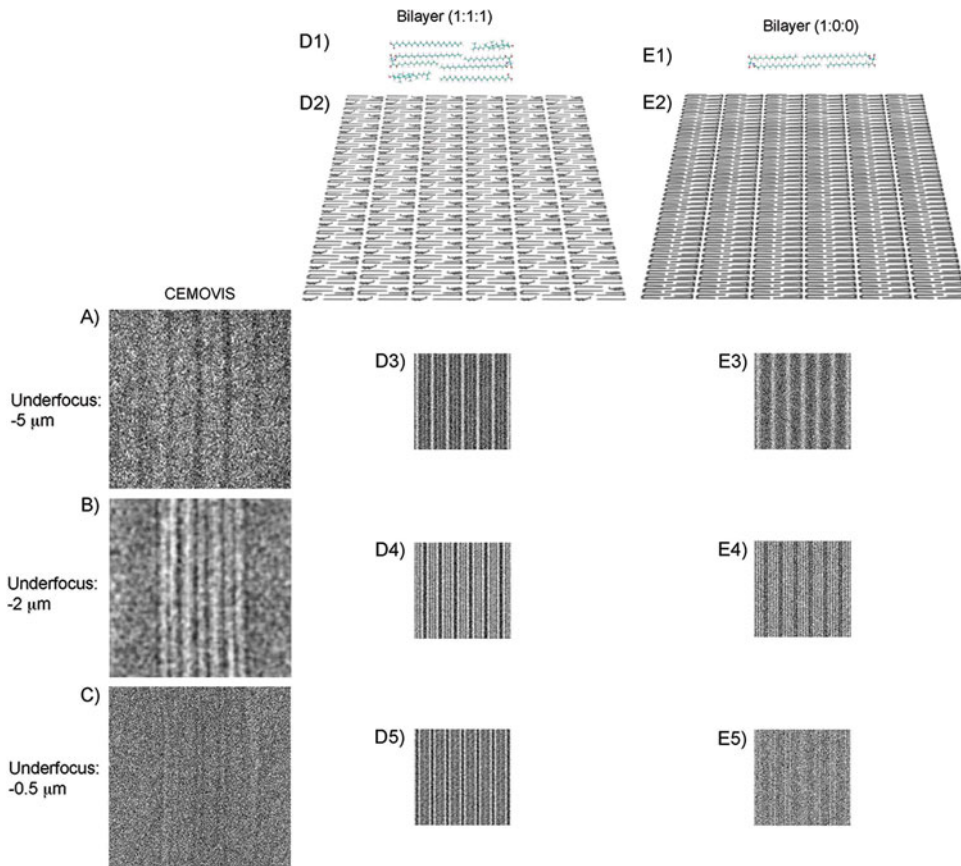 Bilayer (1:1:1)
Bilayer (1:0:0)
D1)
E1)
D2)
E2)
CEMOVIS
A)
D3)
E3)
Underfocus:
-5 μm
B)
D4)
E4)
Underfocus:
-2 μm
C)
D5)
E5)
Underfocus:
-0.5 μm